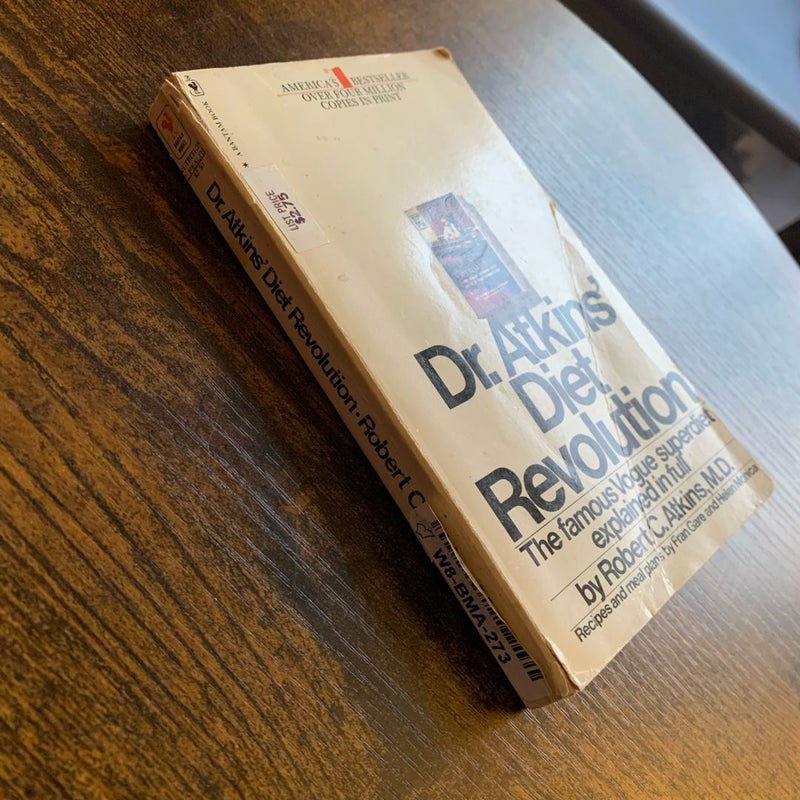 AMERICA'S 1 BESTSELLER
OVER FOUR MILLION
COPIES IN PRINT
★ A BANTAM BOOK
LIST PRICE
$2.75
Dr. Atkins'
Diet
Revolution
The famous Vogue superdiet
explained in full
by Robert C. Atkins, M.D.
Recipes and meal plans by Fran Gare and Helen Monica
Dr. Atkins' Diet Revolution · Robert C
W8-BMA-273